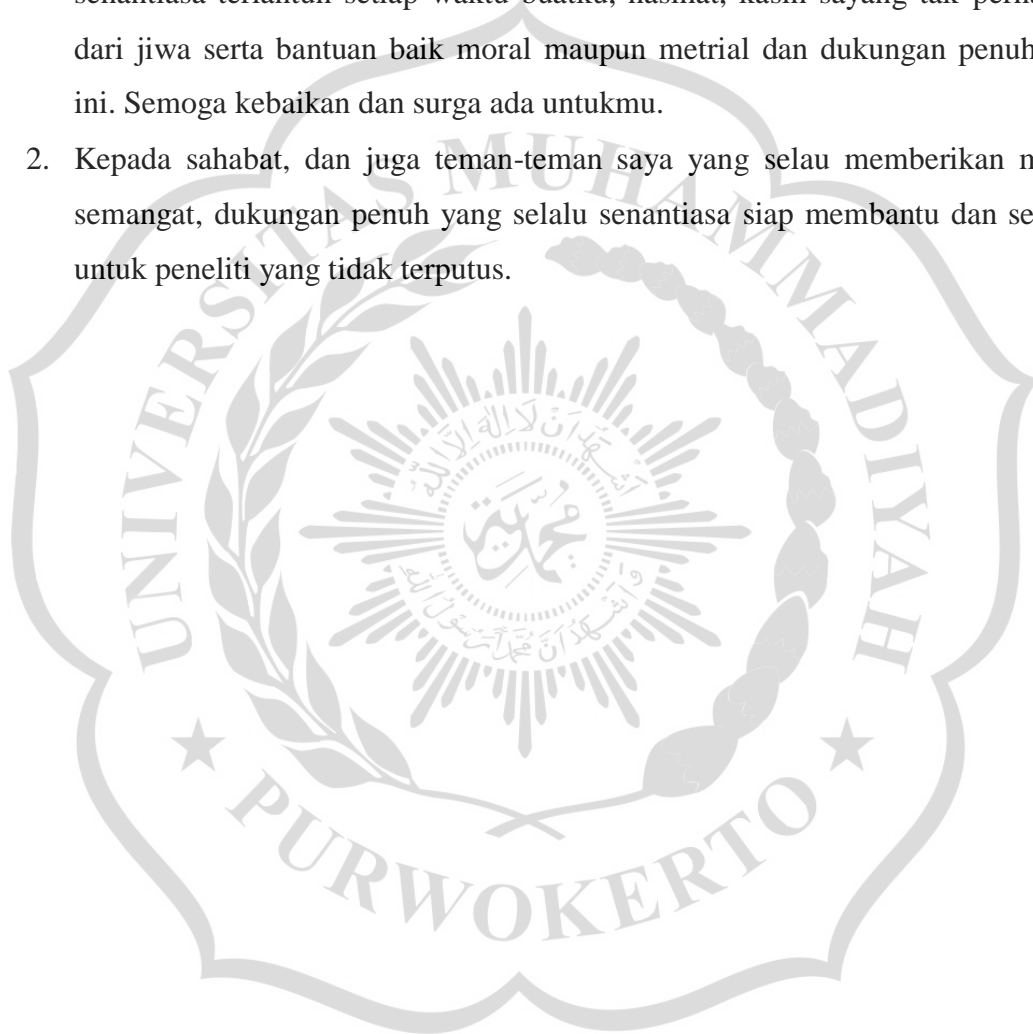 dari jiwa serta bantuan baik moral maupun metrial dan dukungan penuh
ini. Semoga kebaikan dan surga ada untukmu.
2. Kepada sahabat, dan juga teman-teman saya yang selau memberikan
semangat, dukungan penuh yang selalu senantiasa siap membantu dan
untuk peneliti yang tidak terputus.
UNIVERSITAS MUHAMMADIYAH
PURWOKERTO